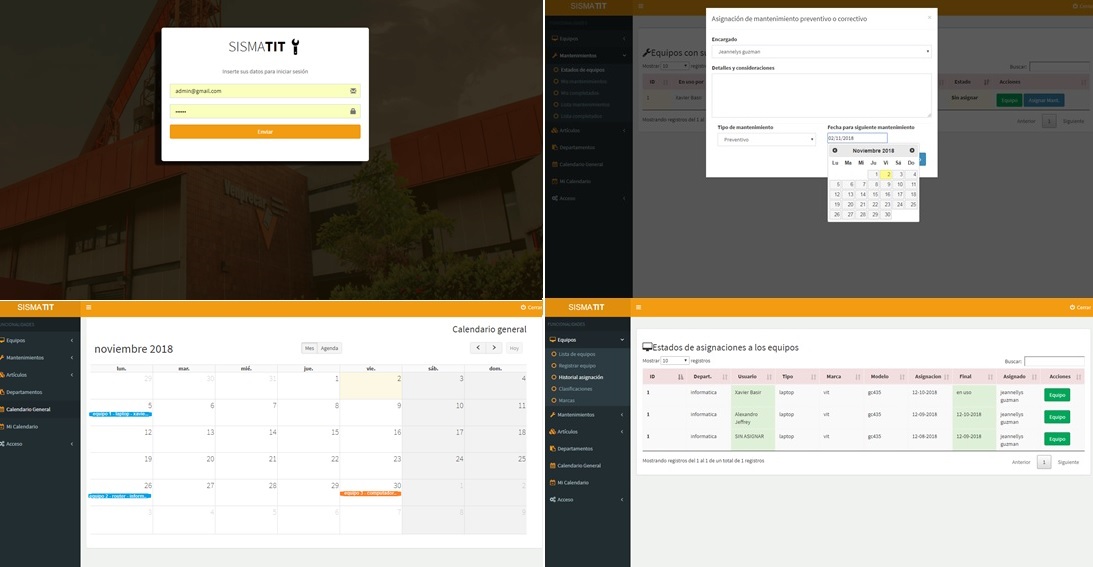 SISMATIT
Inserte sus datos para iniciar sesión
admin@gmail.com
•••••
Enviar
Asignación de mantenimiento preventivo o correctivo
×
Encargado
Jeannellys guzman
Detalles y consideraciones
Tipo de mantenimiento
Fecha para siguiente mantenimiento
Preventivo
02/11/2018
Noviembre 2018
Lu Ma Mi Ju Vi Sá Do
1 2 3 4
5 6 7 8 9 10 11
12 13 14 15 16 17 18
19 20 21 22 23 24 25
26 27 28 29 30
Equipos
Mantenimientos
Estados de equipos
Mis mantenimientos
Mis completados
Lista mantenimientos
Lista completados
Artículos
Departamentos
Calendario General
Mi Calendario
Acceso
Equipos con su
Mostrar 10
Buscar:
ID En uso por
Estado Acciones
1 Xavier Basir
Sin asignar Equipo Asignar Mant.
Mostrando registros del 1 al
Anterior 1 Siguiente
SISMATIT
Cerrar
Equipos
Mantenimientos
Artículos
Departamentos
Calendario General
Mi Calendario
Acceso
Calendario general
noviembre 2018
Mes Agenda
Hoy
lun. mar. mié. jue. vie. sáb. dom.
29 30 31 1 2 3 4
5 6 7 8 9 10 11
equipo 1 - laptop - xavie...
12 13 14 15 16 17 18
19 20 21 22 23 24 25
26 27 28 29 30 1 2
equipo 2 - router - inform...
equipo 3 - computador...
3 4 5 6 7 8 9
SISMATIT
Cerrar
FUNCIONALIDADES
Equipos
Lista de equipos
Registrar equipo
Historial asignación
Clasificaciones
Marcas
Mantenimientos
Artículos
Departamentos
Calendario General
Mi Calendario
Acceso
Estados de asignaciones a los equipos
Mostrar 10 registros
Buscar:
ID Depart. Usuario Tipo Marca Modelo Asignacion Final Asignado Acciones
1 informatica Xavier Basir laptop vit gc435 12-10-2018 en uso jeannellys guzman Equipo
1 informatica Alexandro Jeffrey laptop vit gc435 12-09-2018 12-10-2018 jeannellys guzman Equipo
1 informatica SIN ASIGNAR laptop vit gc435 12-08-2018 12-09-2018 jeannellys guzman Equipo
Mostrando registros del 1 al 1 de un total de 1 registros
Anterior 1 Siguiente